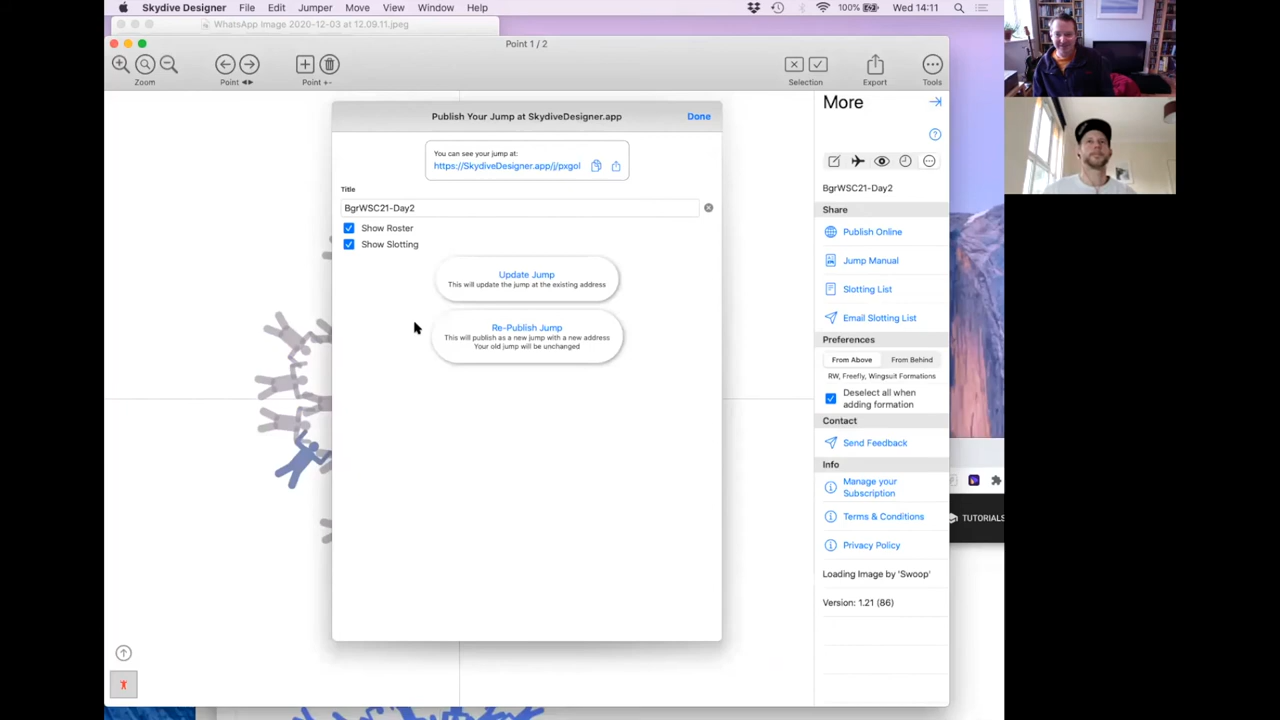 Skydive Designer File Edit Point Jumper Move View Window Help 100% Wed 14:11
WhatsApp Image 2020-12-03 at 12.09.11.jpeg
Point 1 / 2
Zoom
Point ◀▶
Point +-
Selection
Export
Tools
Publish Your Jump at SkydiveDesigner.app
Done
You can see your jump at:
https://SkydiveDesigner.app/j/pxgol
Title
BgrWSC21-Day2
Show Roster
Show Slotting
Update Jump
This will update the jump at the existing address
Re-Publish Jump
This will publish as a new jump with a new address
Your old jump will be unchanged
More
BgrWSC21-Day2
Share
Publish Online
Jump Manual
Slotting List
Email Slotting List
Preferences
From Above From Behind
RW, Freefly, Wingsuit Formations
Deselect all when
adding formation
Contact
Send Feedback
Info
Manage your
Subscription
Terms & Conditions
Privacy Policy
Loading Image by 'Swoop'
Version: 1.21 (86)
TUTORIALS